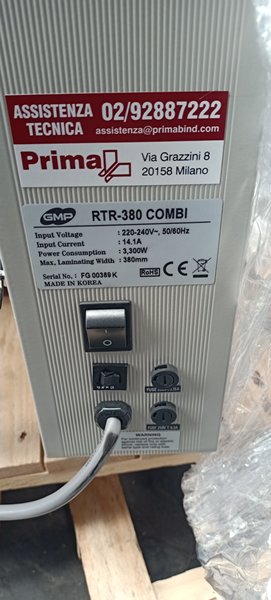 ASSISTENZA TECNICA 02/92887222
assistenza@primabind.com
Prima
Via Grazzini 8
20158 Milano
GMP RTR-380 COMBI
Input Voltage : 220-240V~, 50/60Hz
Input Current : 14.1A
Power Consumption : 3,300W
Max, Laminating Width : 380mm
Serial No, : FG 00389 K
MADE IN KOREA
RoHS CE
WARNING